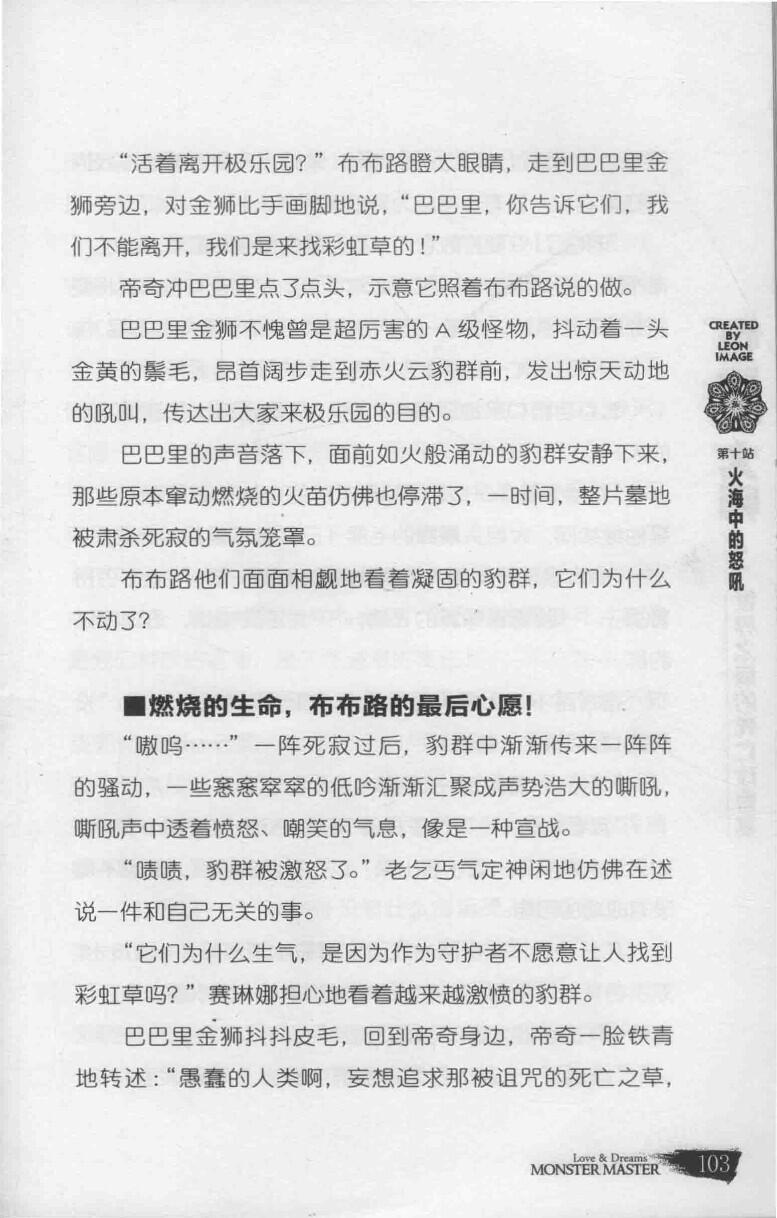 “活着离开极乐园？”布布路瞪大眼睛，走到巴巴里金
狮旁边，对金狮比手画脚地说，“巴巴里，你告诉它们，我
们不能离开，我们是来找彩虹草的！”
帝奇冲巴巴里点了点头，示意它照着布布路说的做。
巴巴里金狮不愧曾是超厉害的A级怪物，抖动着一头
金黄的鬃毛，昂首阔步走到赤火云豹群前，发出惊天动地
的吼叫，传达出大家来极乐园的目的。
巴巴里的声音落下，面前如火般涌动的豹群安静下来，
那些原本窜动燃烧的火苗仿佛也停滞了，一时间，整片墓地
被肃杀死寂的气氛笼罩。
布布路他们面面相觑地看着凝固的豹群，它们为什么
不动了？
■燃烧的生命，布布路的最后心愿！
“嗷呜……”一阵死寂过后，豹群中渐渐传来一阵阵
的骚动，一些窸窸窣窣的低吟渐渐汇聚成声势浩大的嘶吼，
嘶吼声中透着愤怒、嘲笑的气息，像是一种宣战。
“啧啧，豹群被激怒了。”老乞丐气定神闲地仿佛在述
说一件和自己无关的事。
“它们为什么生气，是因为作为守护者不愿意让人找到
彩虹草吗？”赛琳娜担心地看着越来越激愤的豹群。
巴巴里金狮抖抖皮毛，回到帝奇身边，帝奇一脸铁青
地转述：“愚蠢的人类啊，妄想追求那被诅咒的死亡之草，
CREATED
BY
LEON
IMAGE
第十站
火海中的怒吼
Love & Dreams
MONSTER MASTER
103